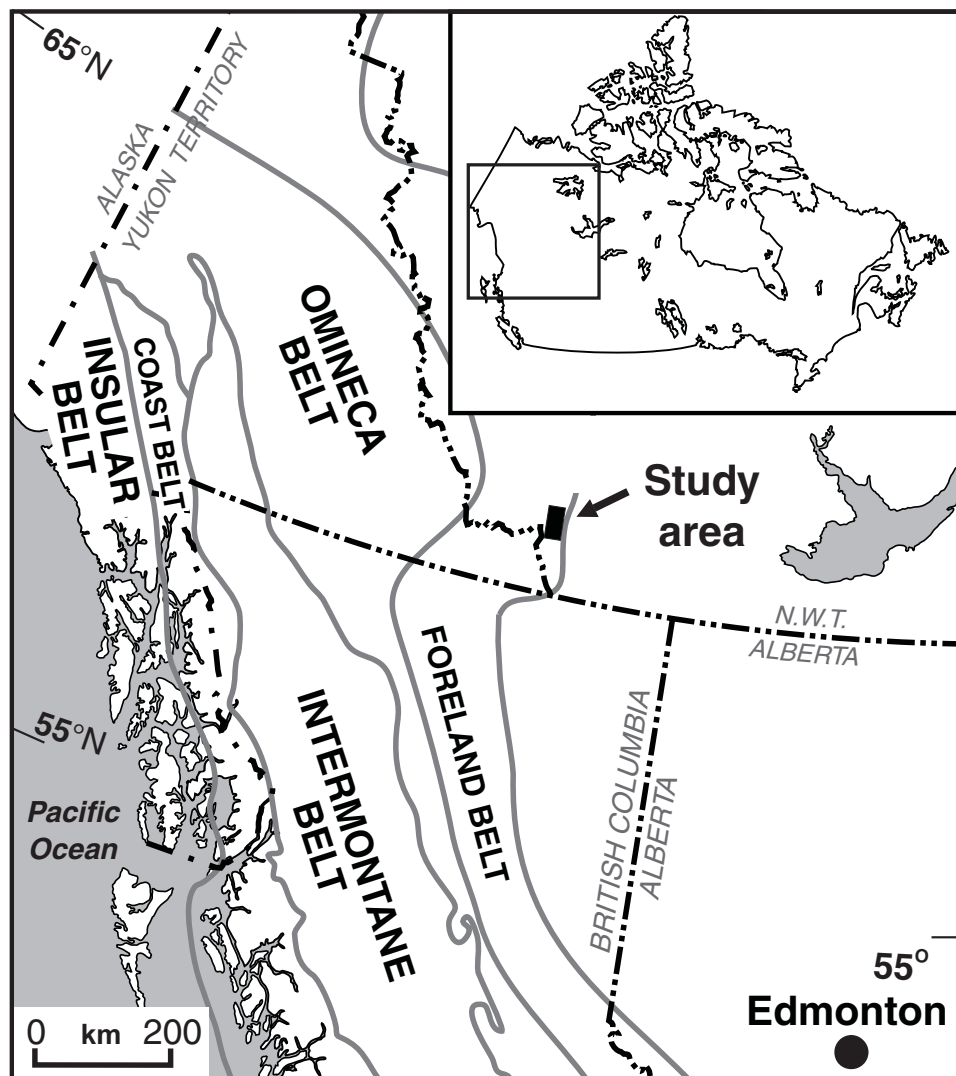 65°N
ALASKA
YUKON TERRITORY
OMINECA
BELT
INSULAR
BELT
COAST BELT
Study
area
N.W.T.
ALBERTA
FORELAND BELT
INTERMONTANE
BELT
BRITISH COLUMBIA
ALBERTA
55°N
Pacific
Ocean
55°
Edmonton
0 km 200